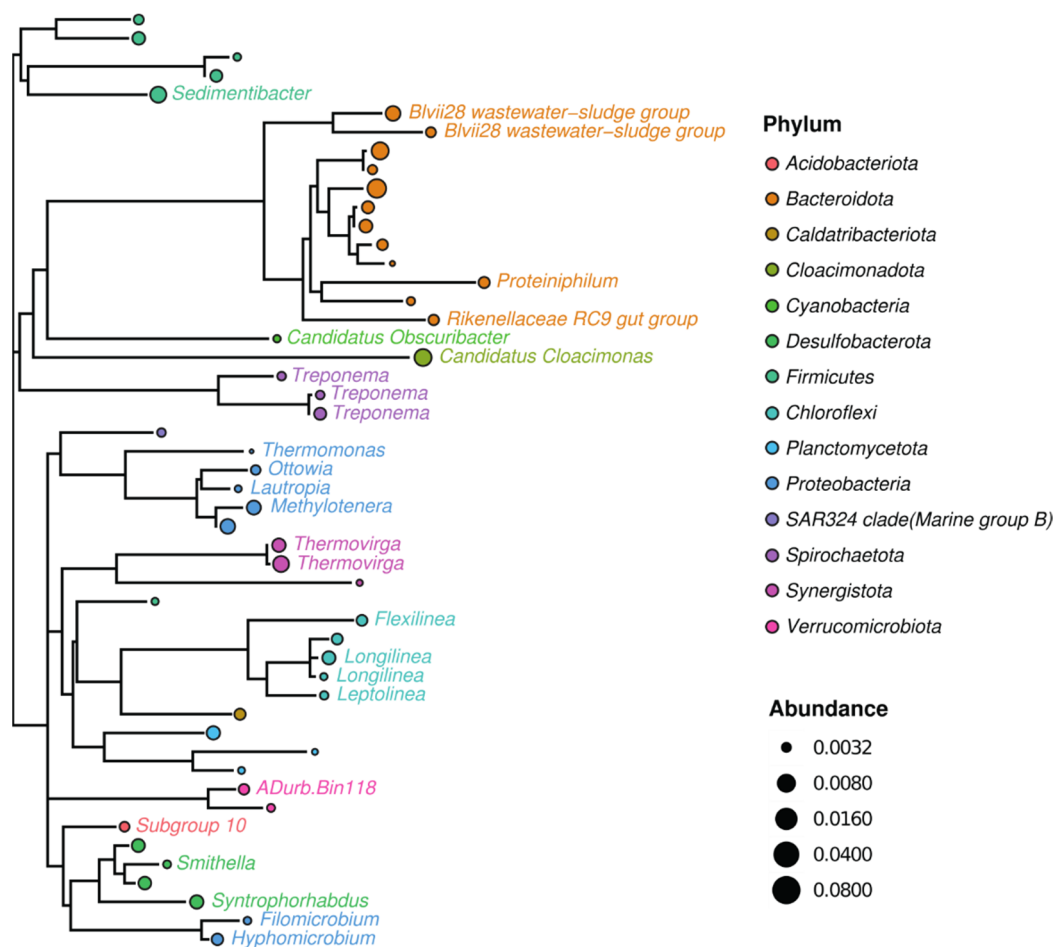 Sedimentibacter
Blvii28 wastewater−sludge group
Blvii28 wastewater−sludge group
Proteiniphilum
Rikenellaceae RC9 gut group
Candidatus Obscuribacter
Candidatus Cloacimonas
Treponema
Treponema
Treponema
Thermomonas
Ottowia
Lautropia
Methylotenera
Thermovirga
Thermovirga
Flexilinea
Longilinea
Longilinea
Leptolinea
ADurb.Bin118
Subgroup 10
Smithella
Syntrophorhabdus
Filomicrobium
Hyphomicrobium
Phylum
Acidobacteriota
Bacteroidota
Caldatribacteriota
Cloacimonadota
Cyanobacteria
Desulfobacterota
Firmicutes
Chloroflexi
Planctomycetota
Proteobacteria
SAR324 clade(Marine group B)
Spirochaetota
Synergistota
Verrucomicrobiota
Abundance
0.0032
0.0080
0.0160
0.0400
0.0800